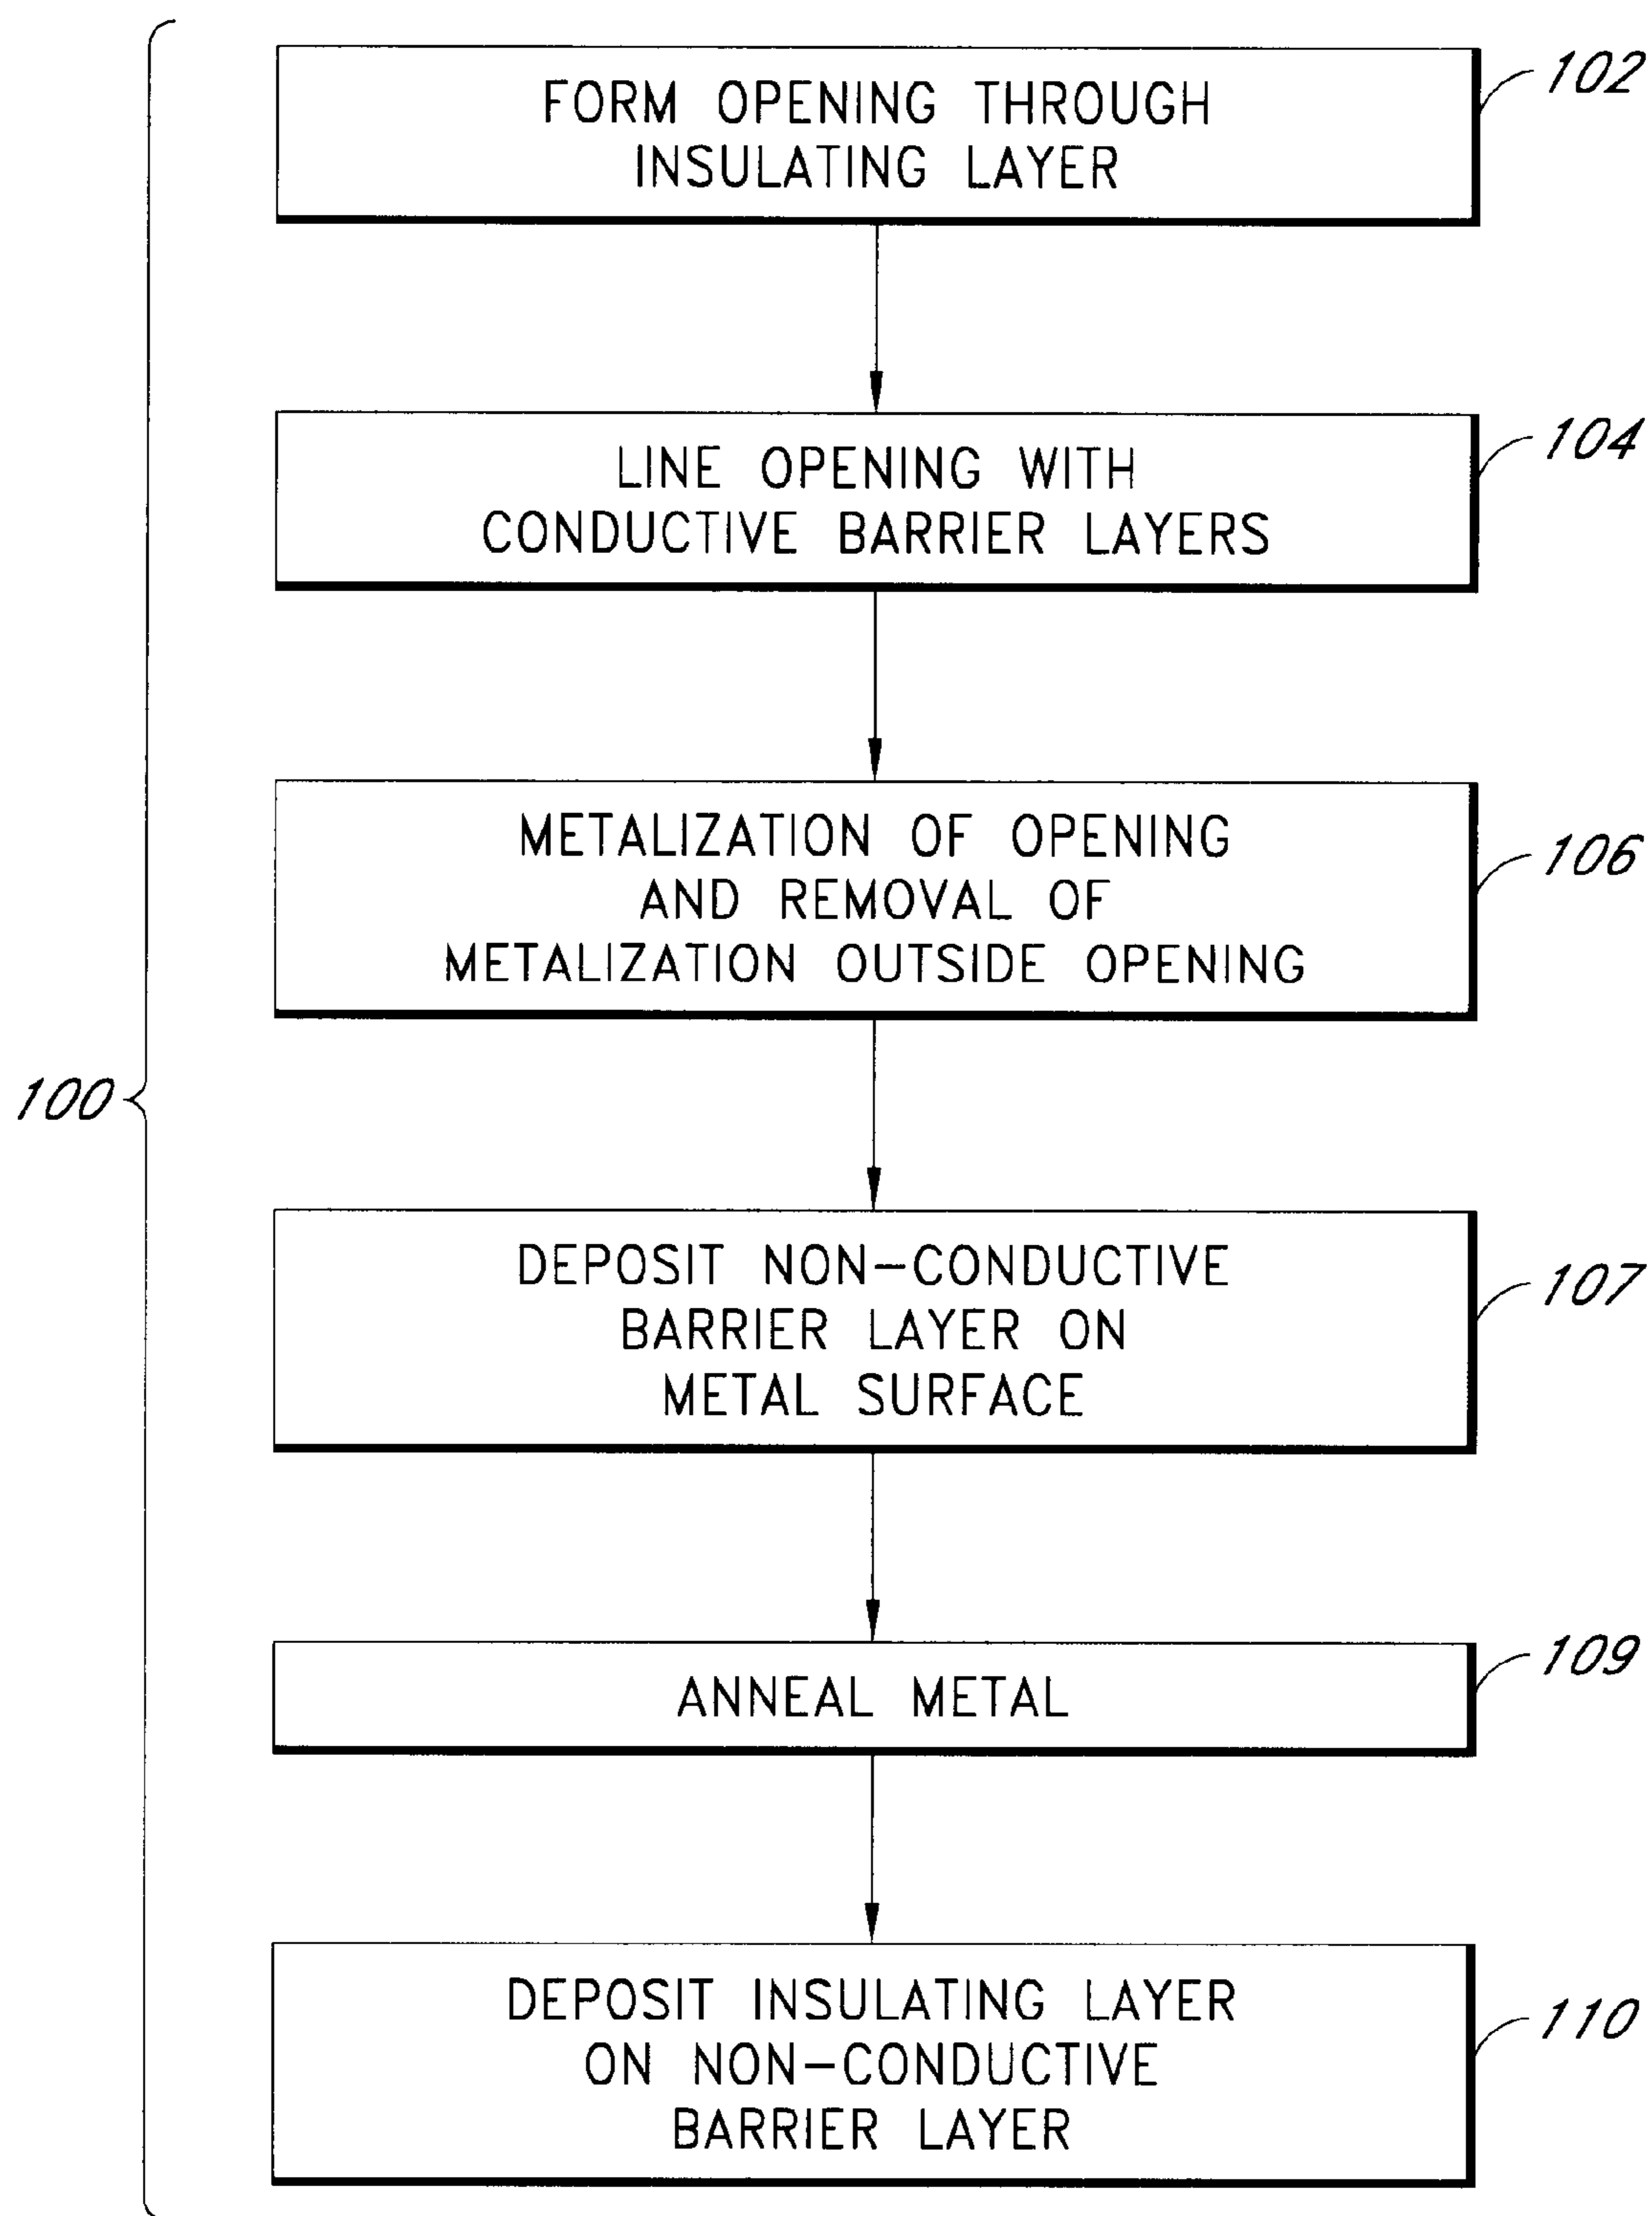 102
FORM OPENING THROUGH
INSULATING LAYER
104
LINE OPENING WITH
CONDUCTIVE BARRIER LAYERS
106
METALIZATION OF OPENING
AND REMOVAL OF
METALIZATION OUTSIDE OPENING
100
107
DEPOSIT NON-CONDUCTIVE
BARRIER LAYER ON
METAL SURFACE
109
ANNEAL METAL
110
DEPOSIT INSULATING LAYER
ON NON-CONDUCTIVE
BARRIER LAYER